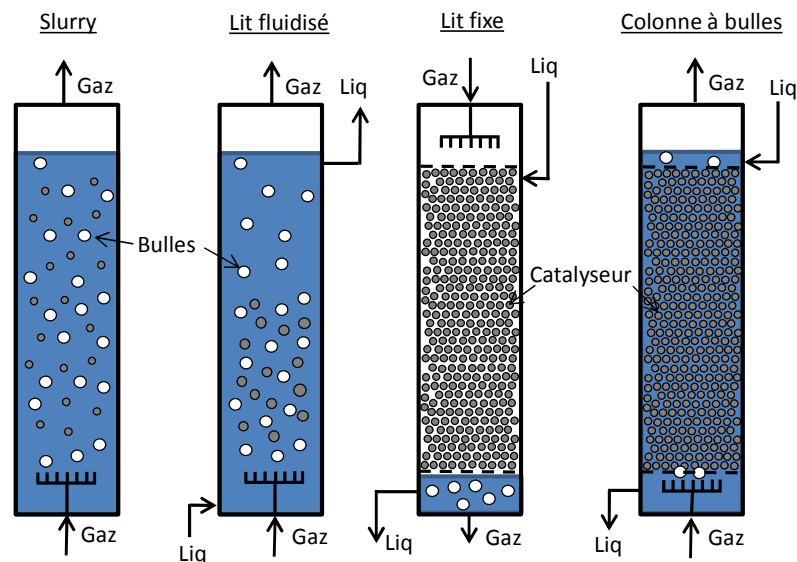 Slurry
Lit fluidisé
Lit fixe
Colonne à bulles
Gaz
Gaz
Liq
Gaz
Liq
Gaz
Liq
Bulles
Catalyseur
Gaz
Liq
Gaz
Liq
Gaz
Liq
Gaz